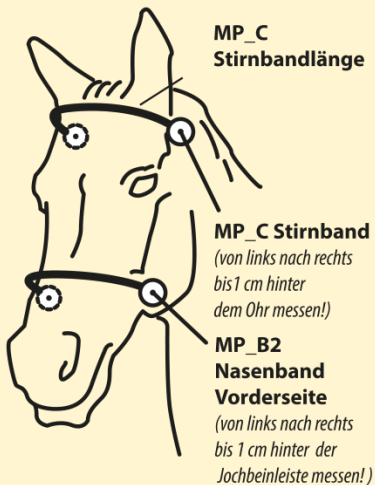 MP_C
Stirnbandlänge
MP_C Stirnband
(von links nach rechts
bis1 cm hinter
dem Ohr messen!)
MP_B2
Nasenband
Vorderseite
(von links nach rechts
bis 1 cm hinter der
Jochbeinleiste messen! )